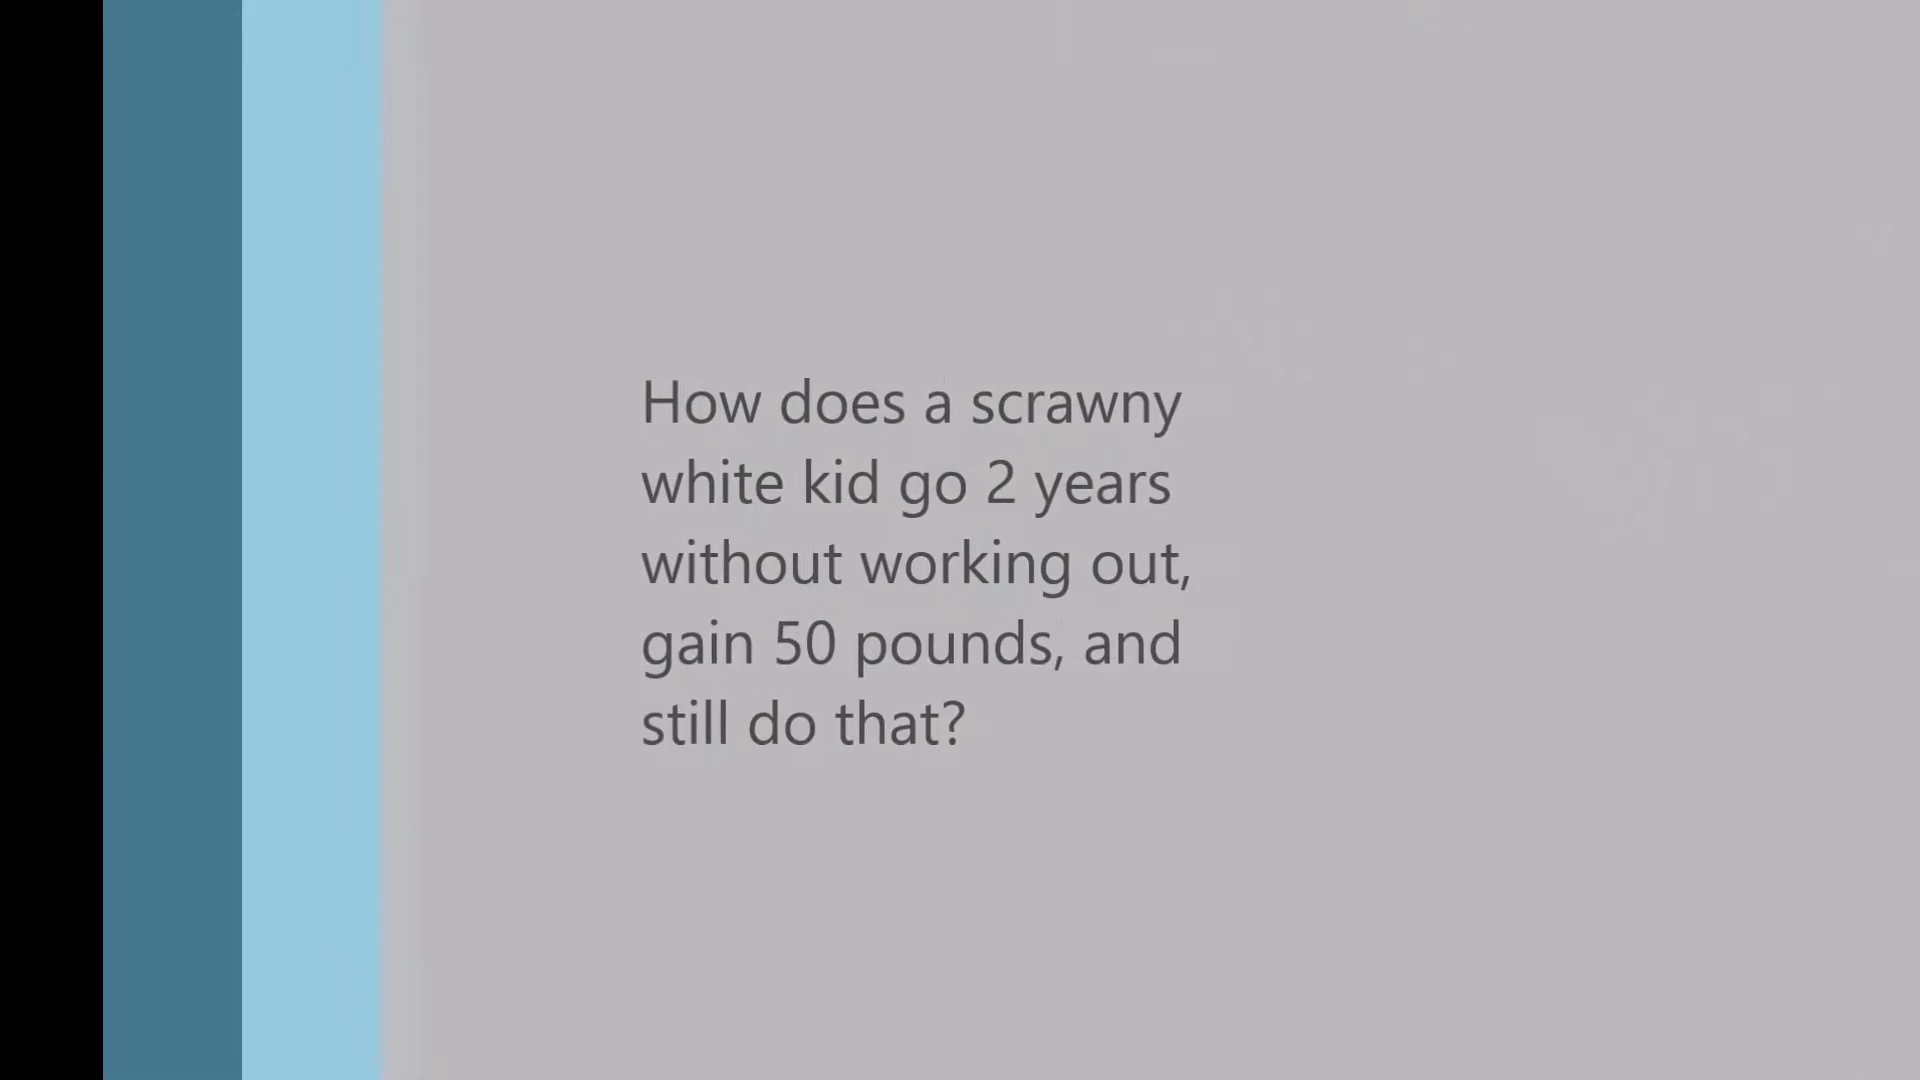 How does a scrawny
white kid go 2 years
without working out,
gain 50 pounds, and
still do that?